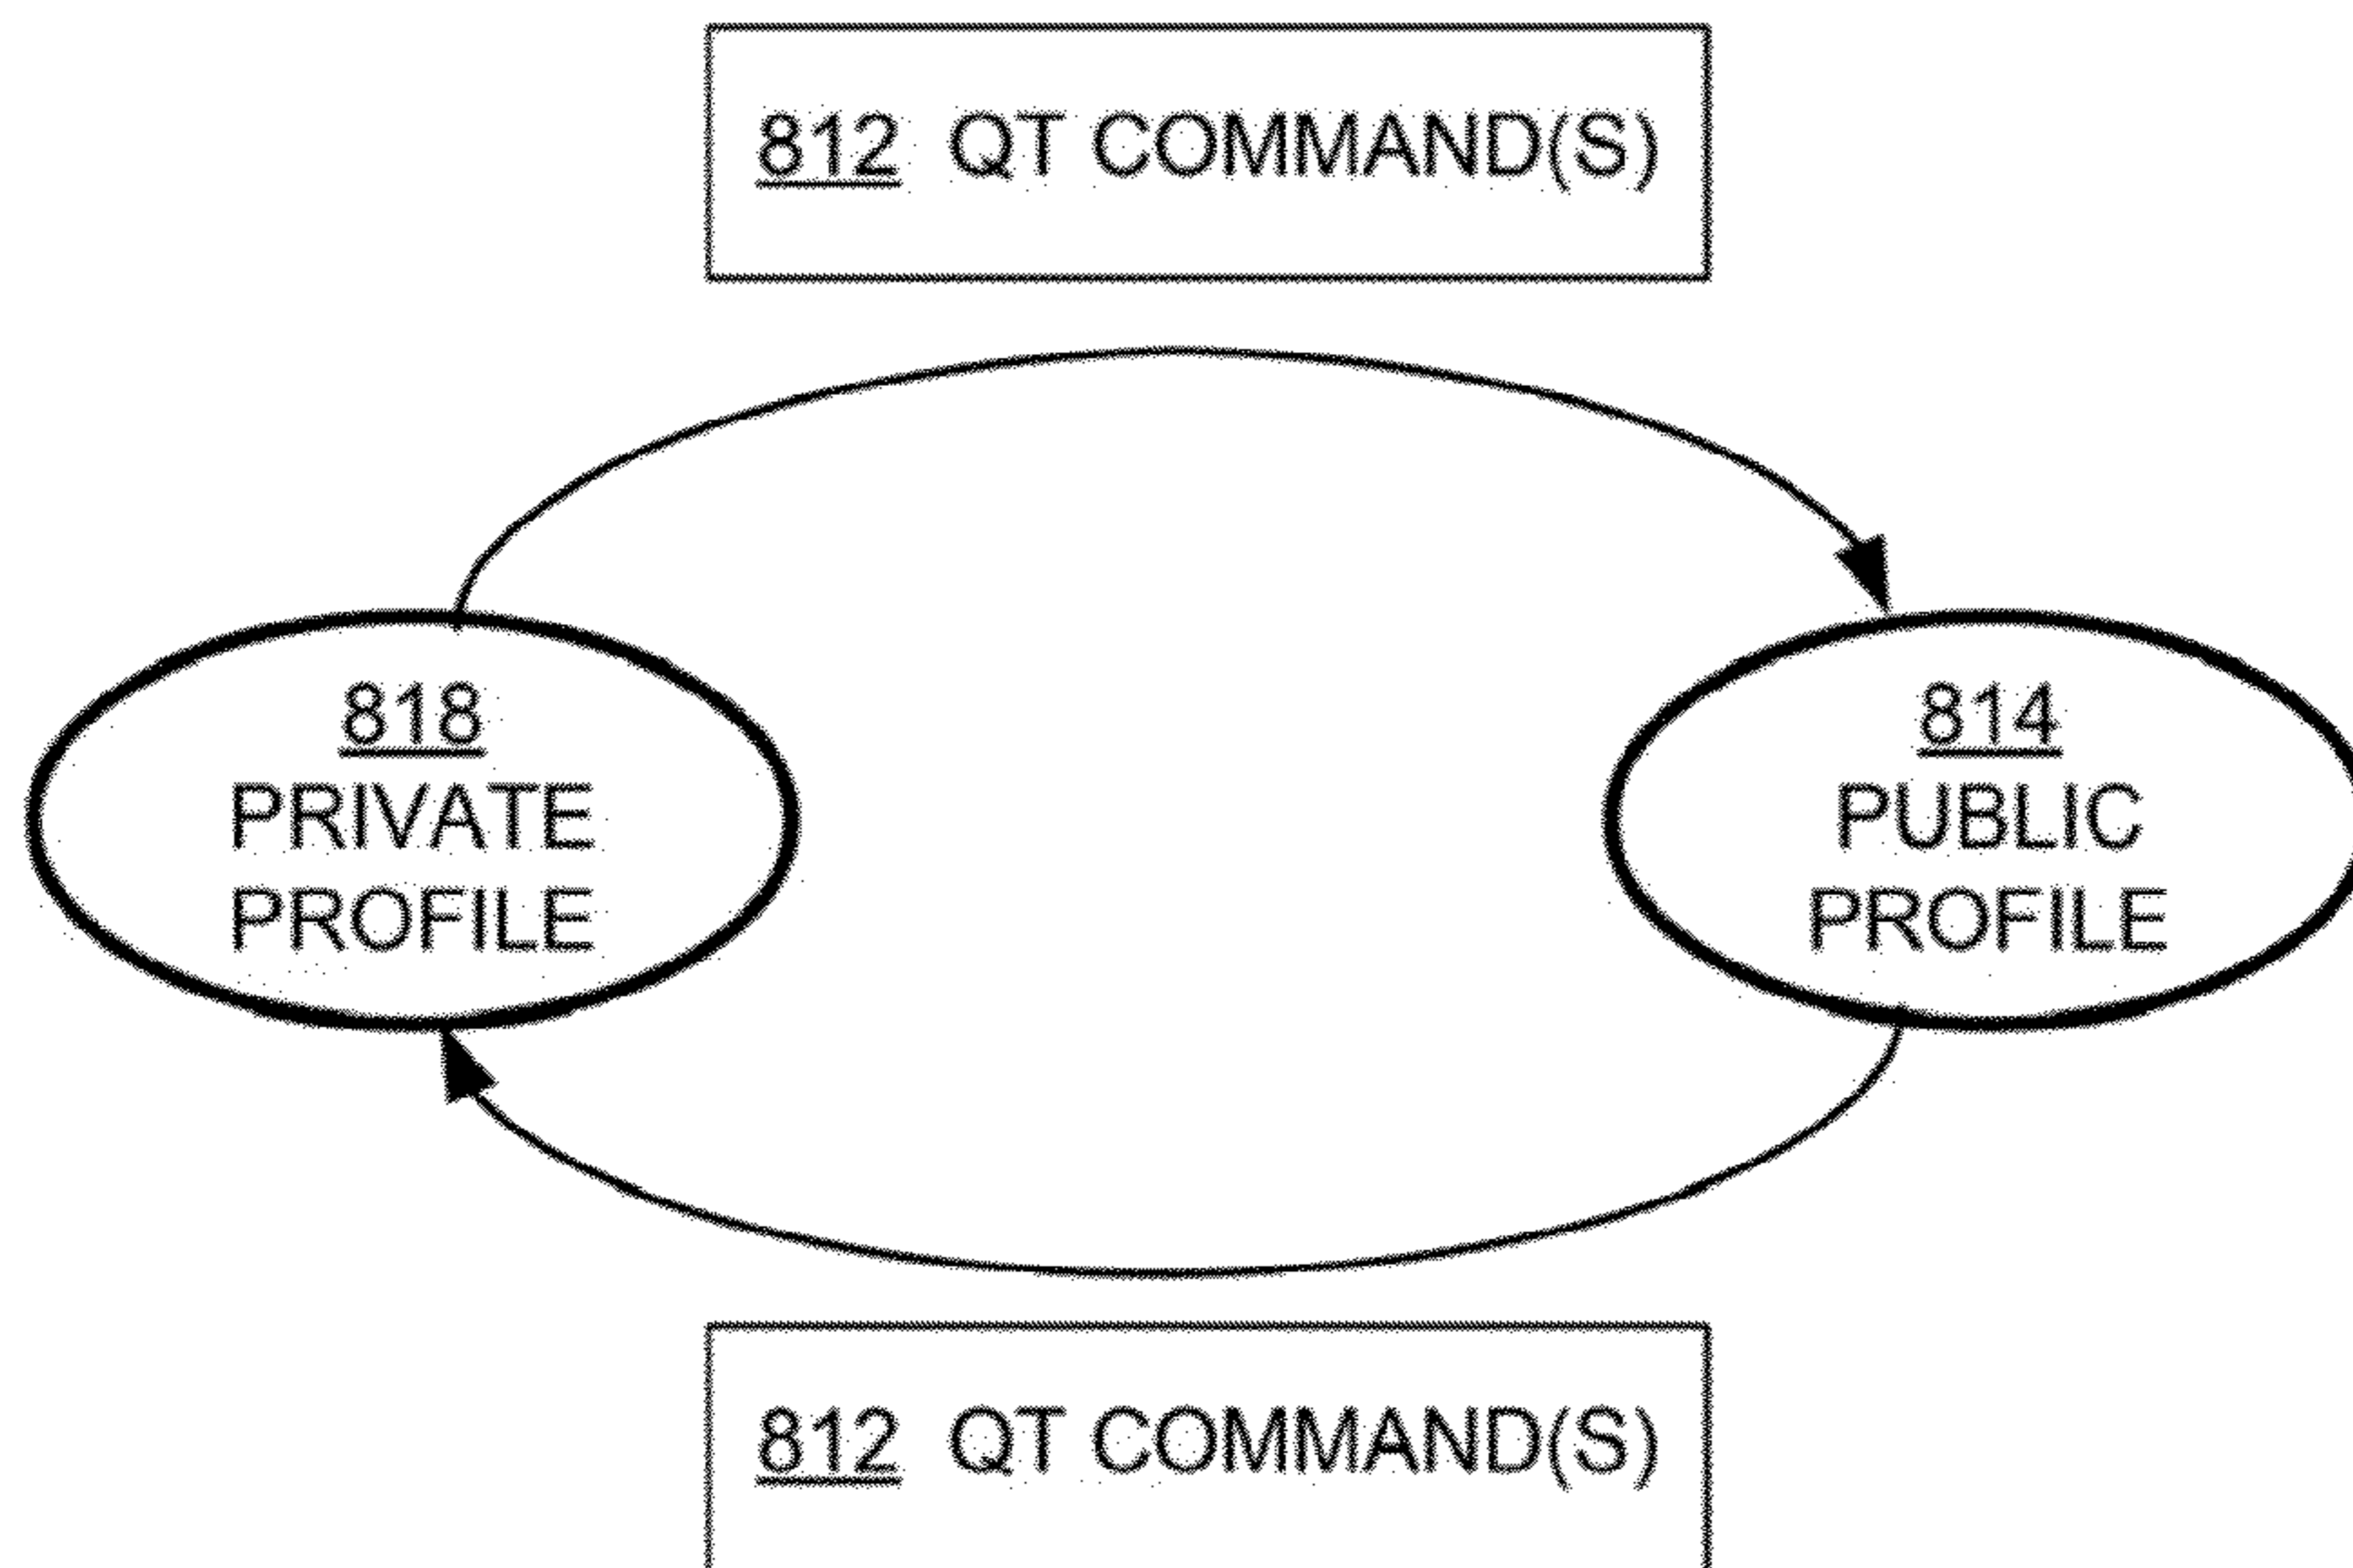 812 QT COMMAND(S)
818
PRIVATE
PROFILE
814
PUBLIC
PROFILE
812 QT COMMAND(S)